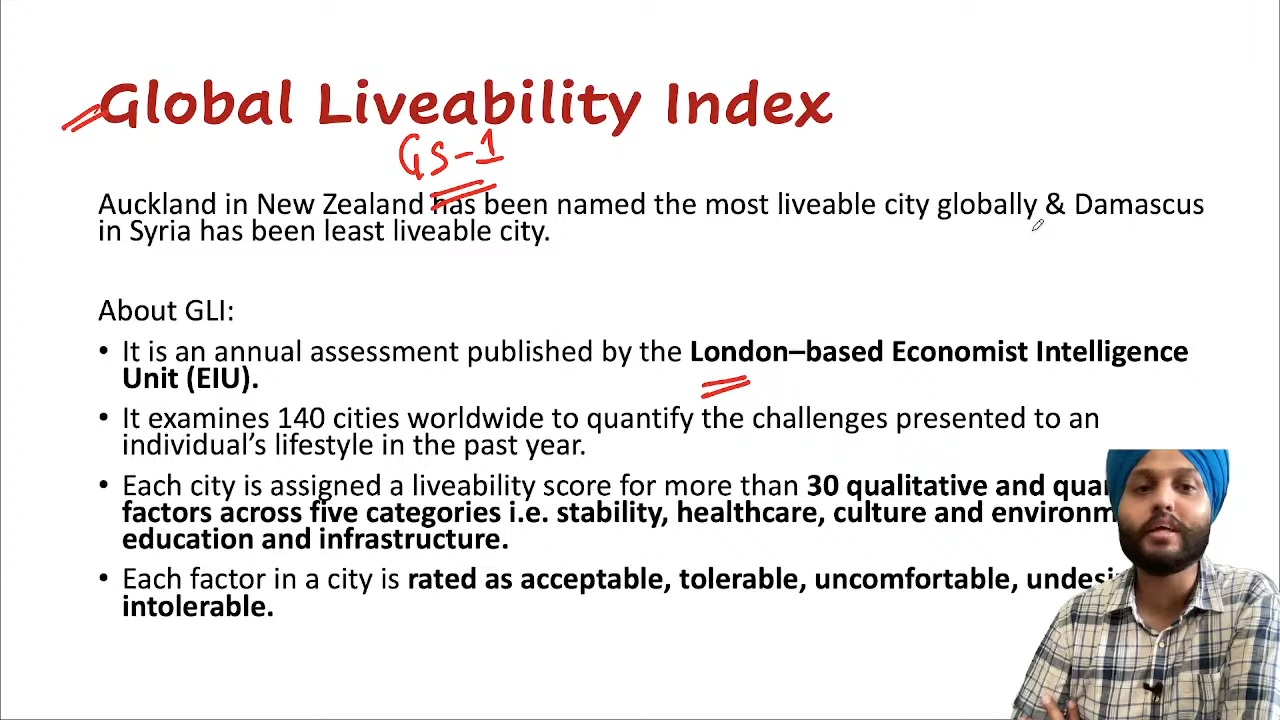 Global Liveability Index
GS-1
Auckland in New Zealand has been named the most liveable city globally & Damascus
in Syria has been least liveable city.
About GLI:
• It is an annual assessment published by the London–based Economist Intelligence
Unit (EIU).
• It examines 140 cities worldwide to quantify the challenges presented to an
individual's lifestyle in the past year.
• Each city is assigned a liveability score for more than 30 qualitative and
factors across five categories i.e. stability, healthcare, culture and
education and infrastructure.
• Each factor in a city is rated as acceptable, tolerable, uncomfortable,
intolerable.